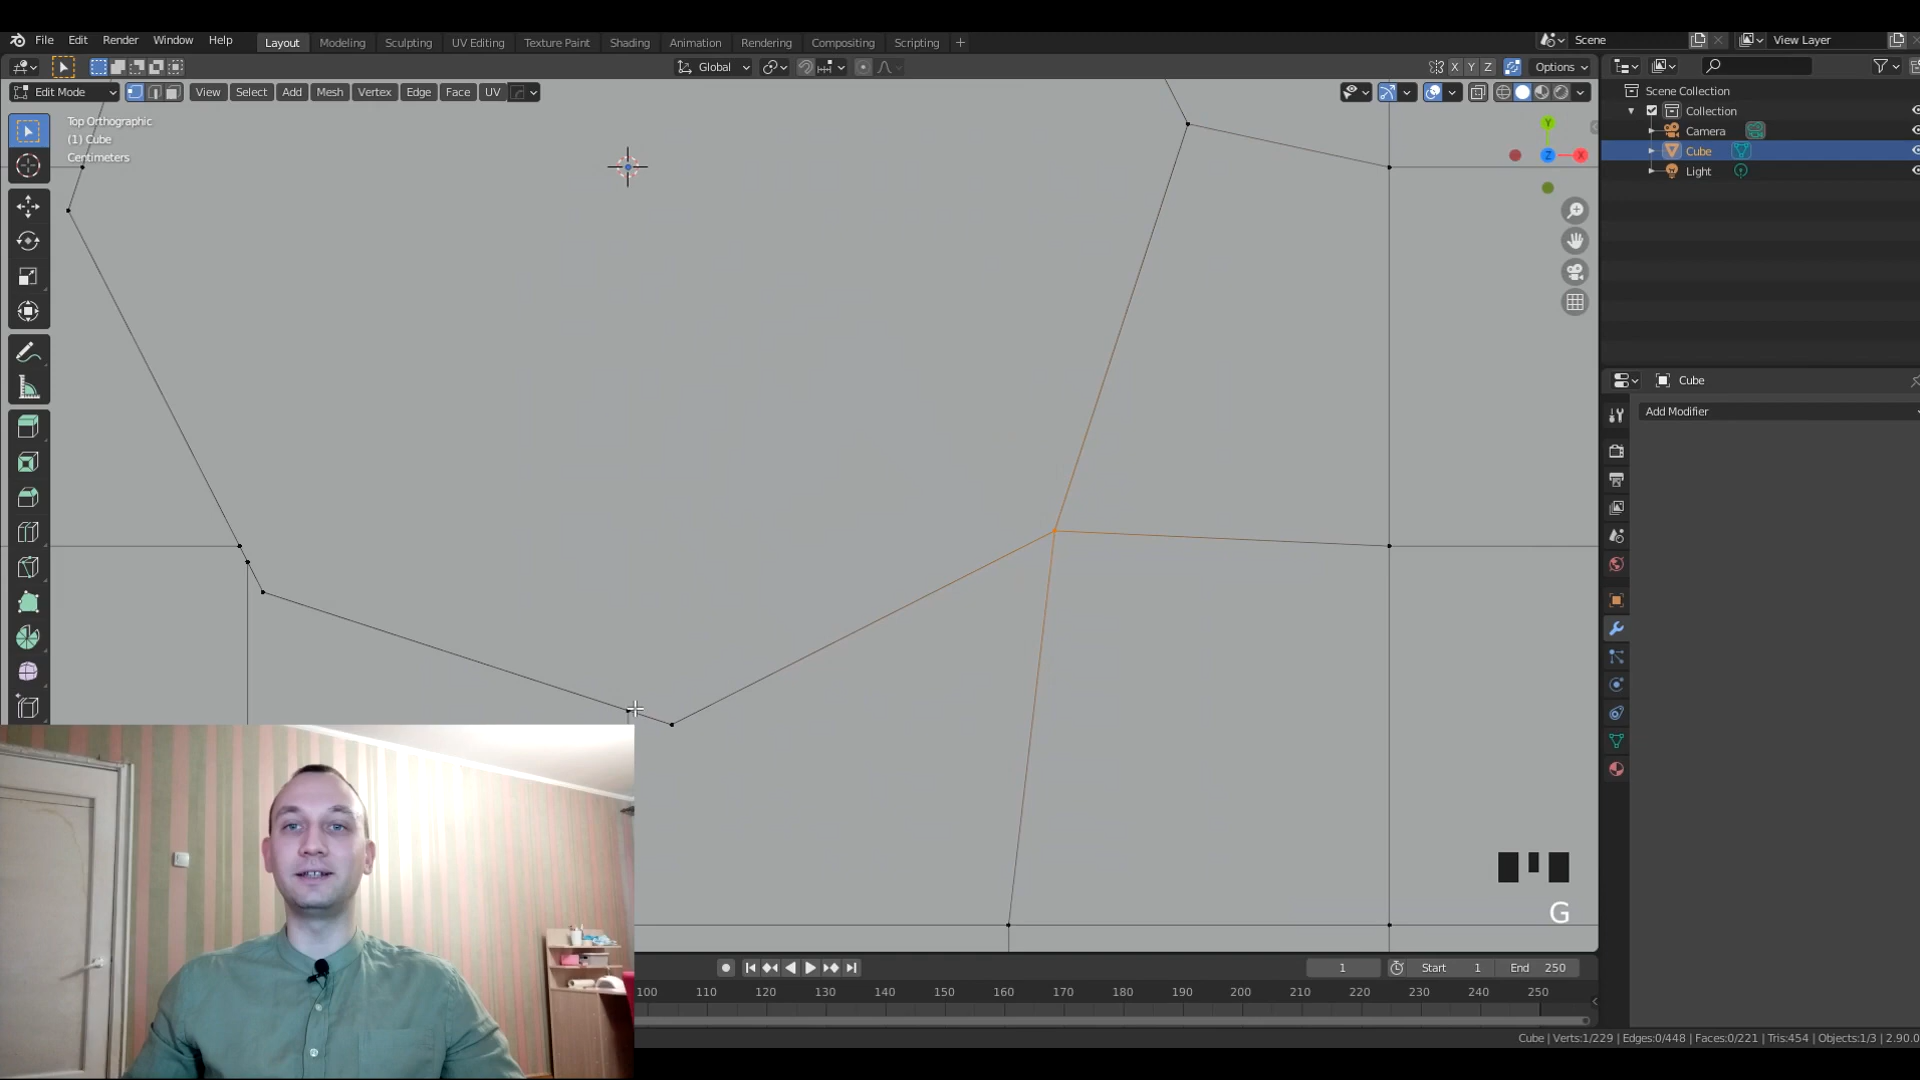 File Edit Render Window Help Layout Modeling Sculpting UV Editing Texture Paint Shading Animation Rendering Compositing Scripting + Scene View Layer
Global X Y Z Options
Edit Mode View Select Add Mesh Vertex Edge Face UV
Top Orthographic
(1) Cube
Centimeters
Y
Z
X
Scene Collection
Collection
Camera
Cube
Light
Cube
Add Modifier
G
1 Start 1 End 250
100 110 120 130 140 150 160 170 180 190 200 210 220 230 240 250
Cube | Verts:1/229 | Edges:0/448 | Faces:0/221 | Tris:454 | Objects:1/3 | 2.90.0